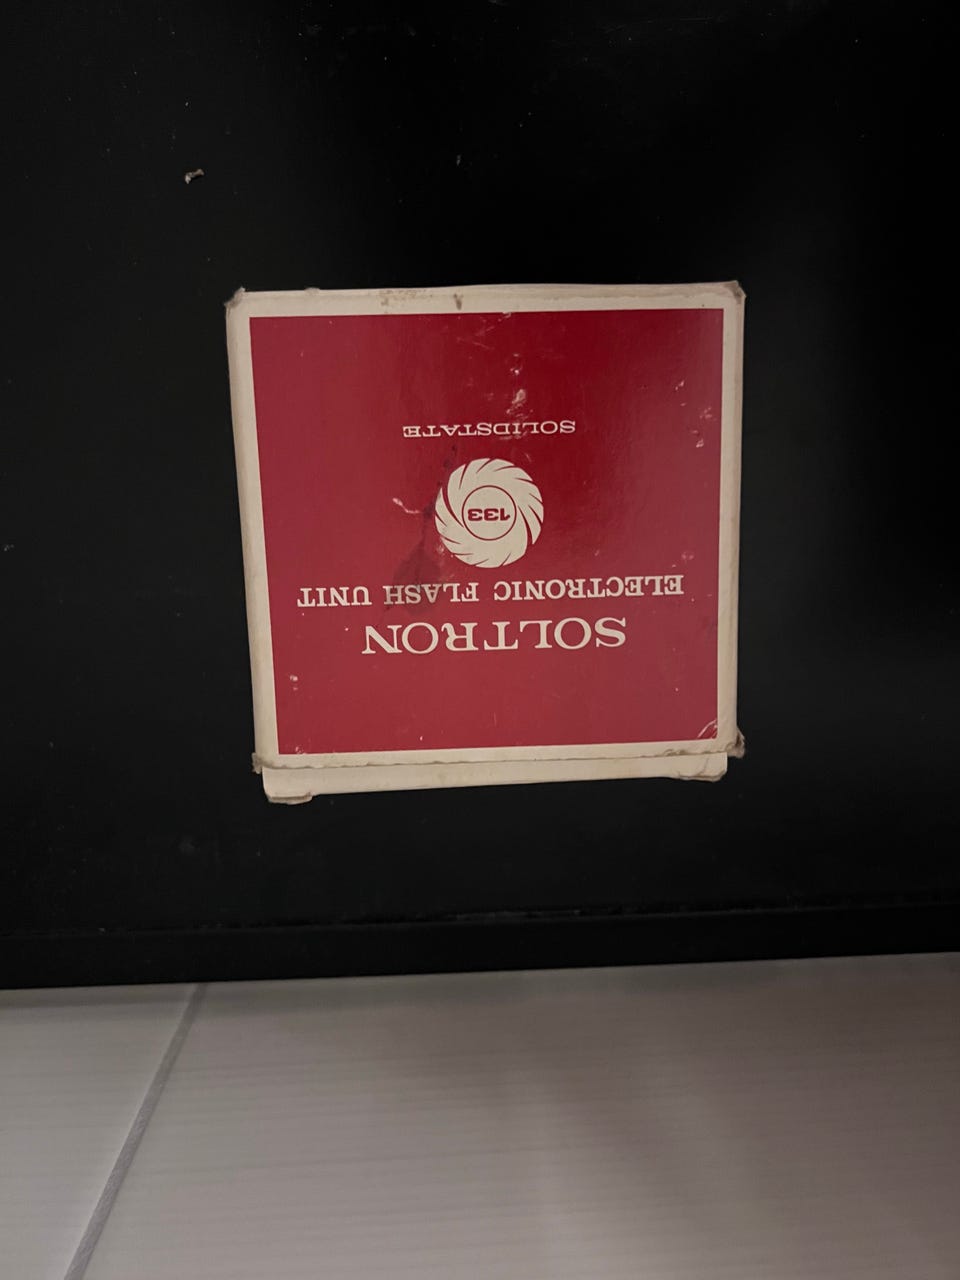 SOLTRON
ELECTRONIC FLASH UNIT
133
SOLIDSTATE